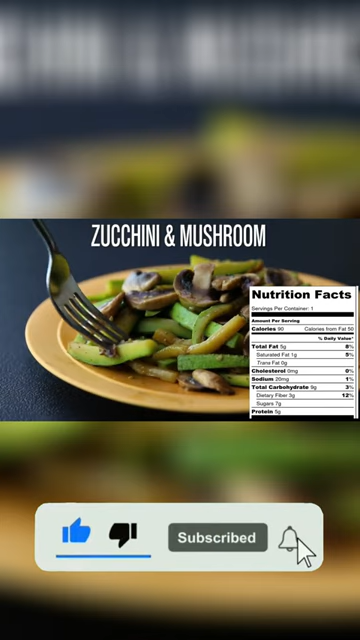 ZUCCHINI & MUSHROOM
Nutrition Facts
Servings Per Container: 1
Amount Per Serving
Calories 90 Calories from Fat 50
% Daily Value*
Total Fat 5g 8%
Saturated Fat 1g 5%
Trans Fat 0g
Cholesterol 0mg 0%
Sodium 20mg 1%
Total Carbohydrate 9g 3%
Dietary Fiber 3g 12%
Sugars 7g
Protein 5g
Subscribed